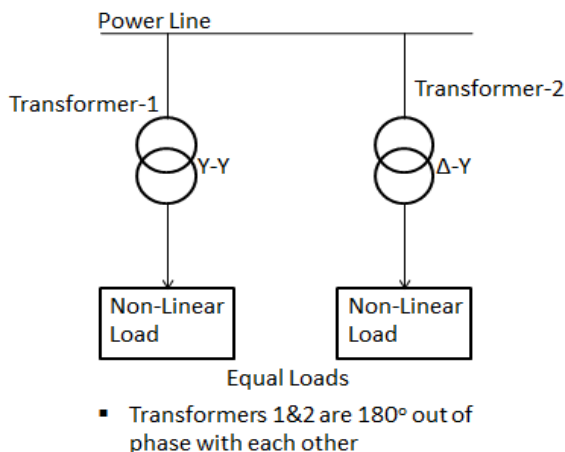 Power Line
Transformer-1
Transformer-2
Y-Y
Δ-Y
Non-Linear
Load
Non-Linear
Load
Equal Loads
▪ Transformers 1&2 are 180° out of
phase with each other